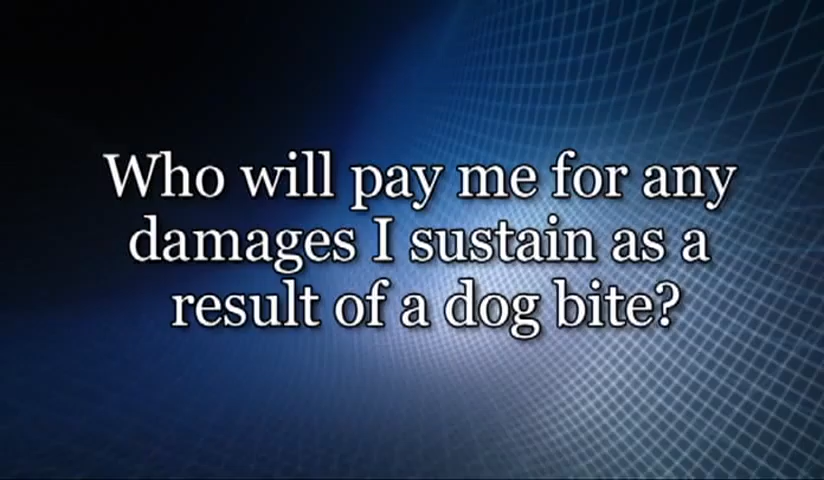 Who will pay me for any
damages I sustain as a
result of a dog bite?